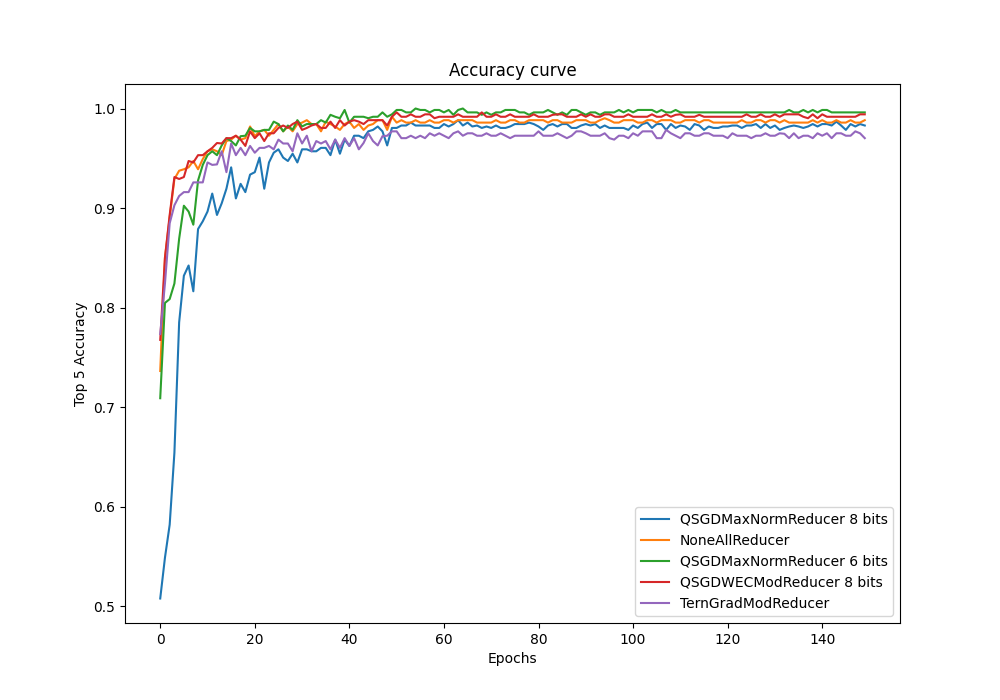 Accuracy curve
Top 5 Accuracy
1.0
0.9
0.8
0.7
0.6
0.5
0 20 40 60 80 100 120 140
Epochs
QSGDMaxNormReducer 8 bits
NoneAllReducer
QSGDMaxNormReducer 6 bits
QSGDWECModReducer 8 bits
TernGradModReducer